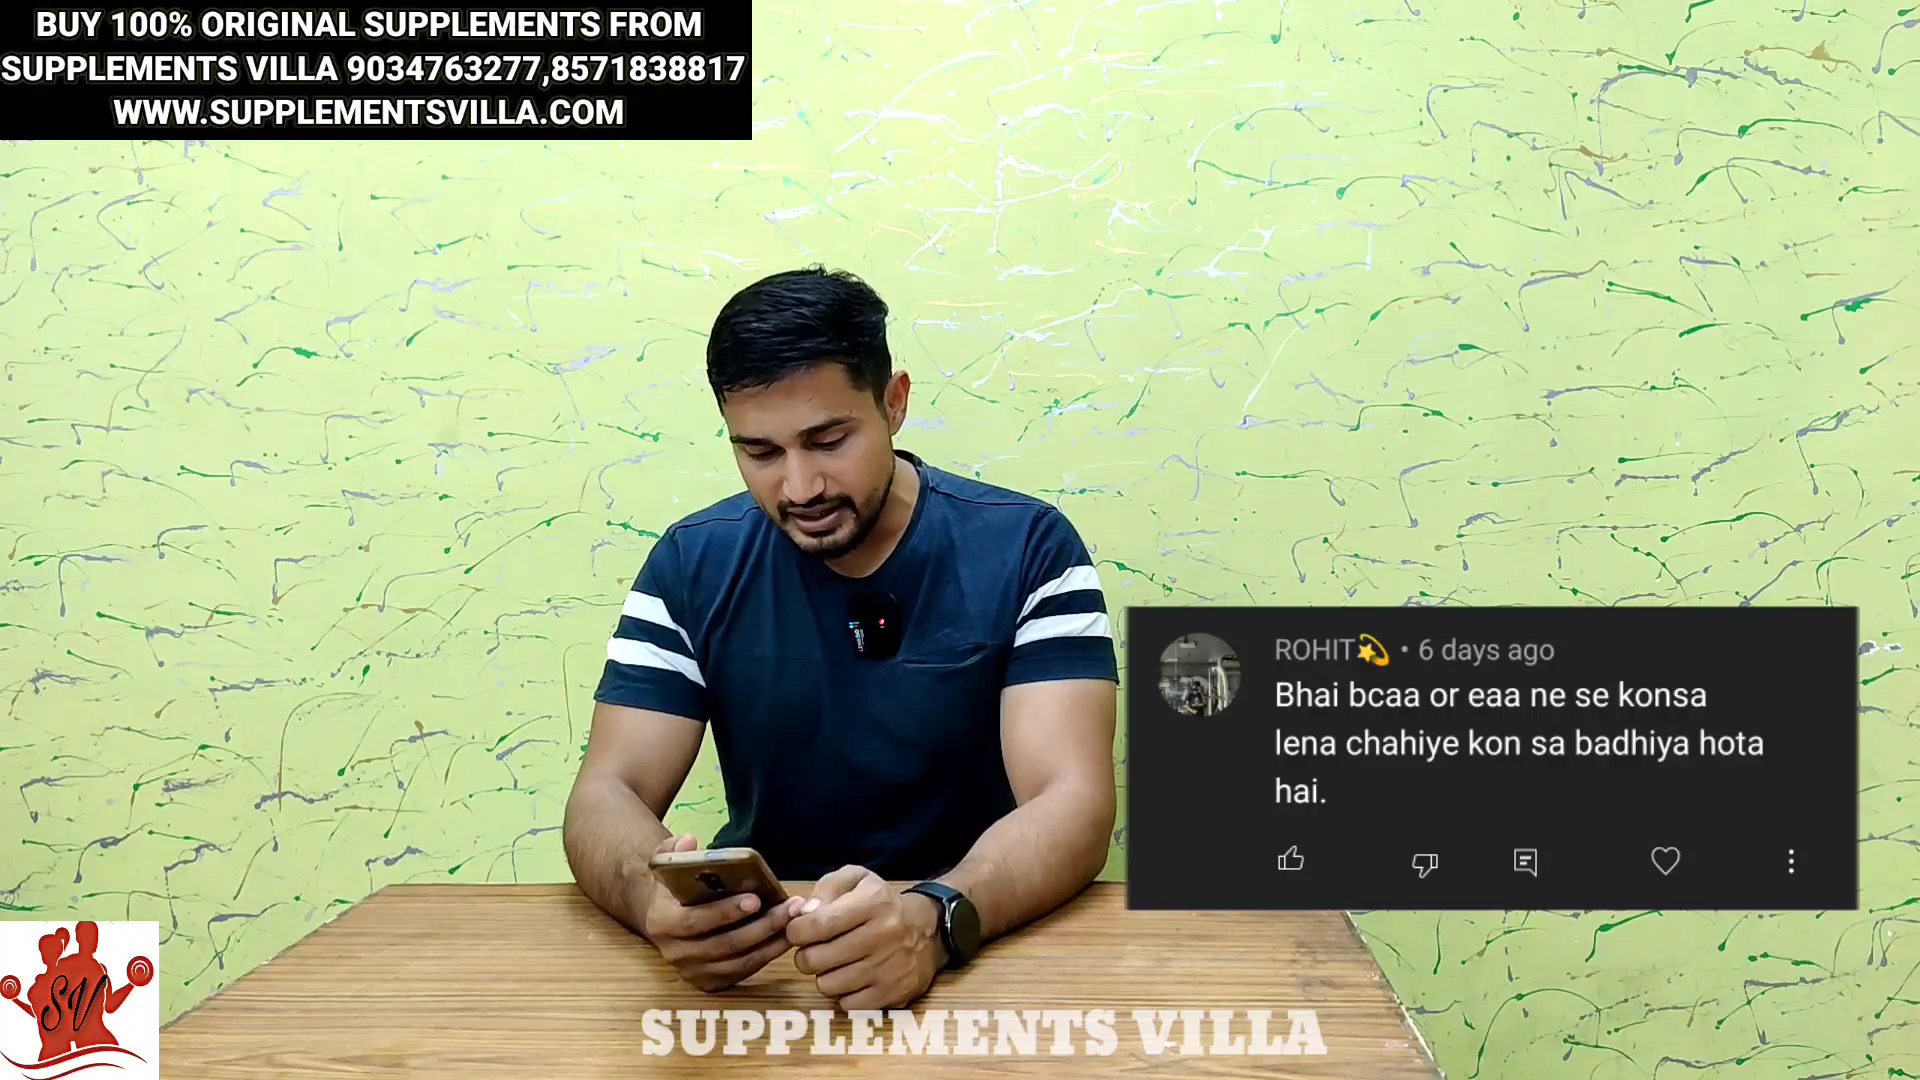 BUY 100% ORIGINAL SUPPLEMENTS FROM
SUPPLEMENTS VILLA 9034763277,8571838817
WWW.SUPPLEMENTSVILLA.COM
ROHIT💫 • 6 days ago
Bhai bcaa or eaa ne se konsa
lena chahiye kon sa badhiya hota
hai.
SV
SUPPLEMENTS VILLA